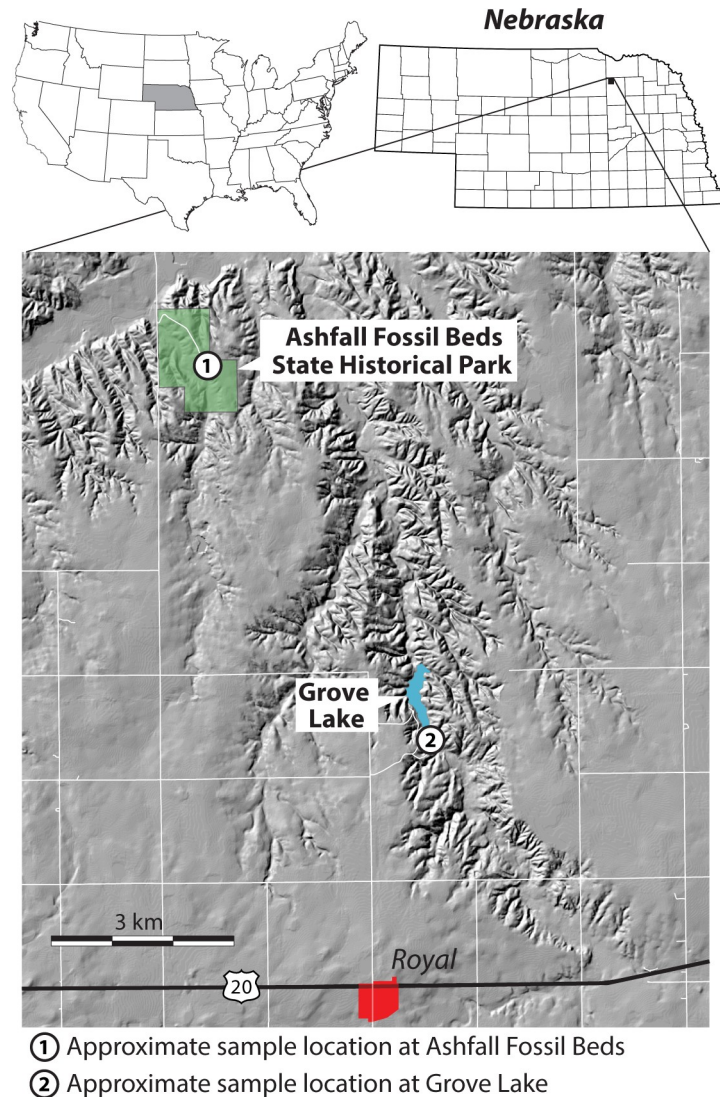 Nebraska
Ashfall Fossil Beds
State Historical Park
1
Grove
Lake
2
3 km
Royal
20
1 Approximate sample location at Ashfall Fossil Beds
2 Approximate sample location at Grove Lake